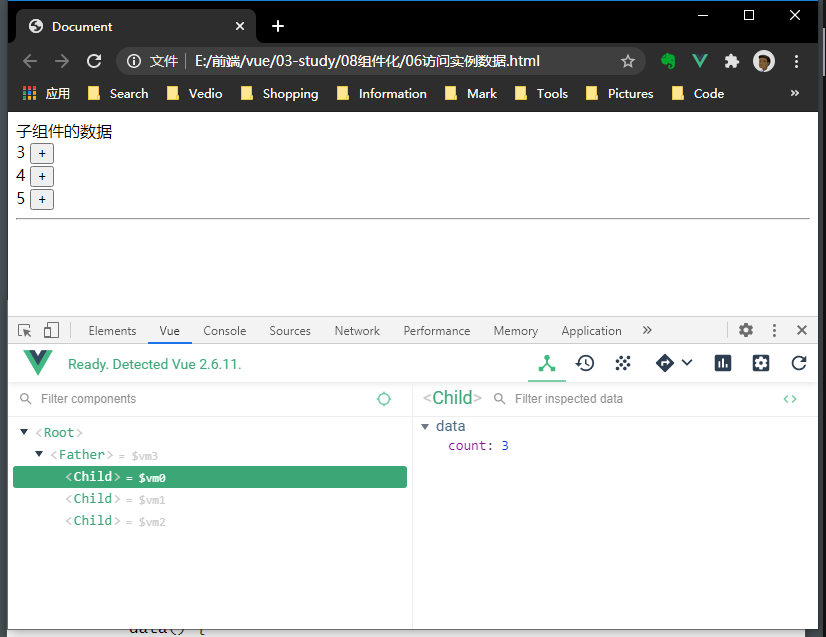 Document
文件 E:/前端/vue/03-study/08组件化/06访问实例数据.html
应用 Search Vedio Shopping Information Mark Tools Pictures Code »
子组件的数据
3 +
4 +
5 +
Elements Vue Console Sources Network Performance Memory Application »
Ready. Detected Vue 2.6.11.
Filter components
<Child> Filter inspected data
<Root>
<Father> = $vm3
<Child> = $vm0
<Child> = $vm1
<Child> = $vm2
data
count: 3
data() {